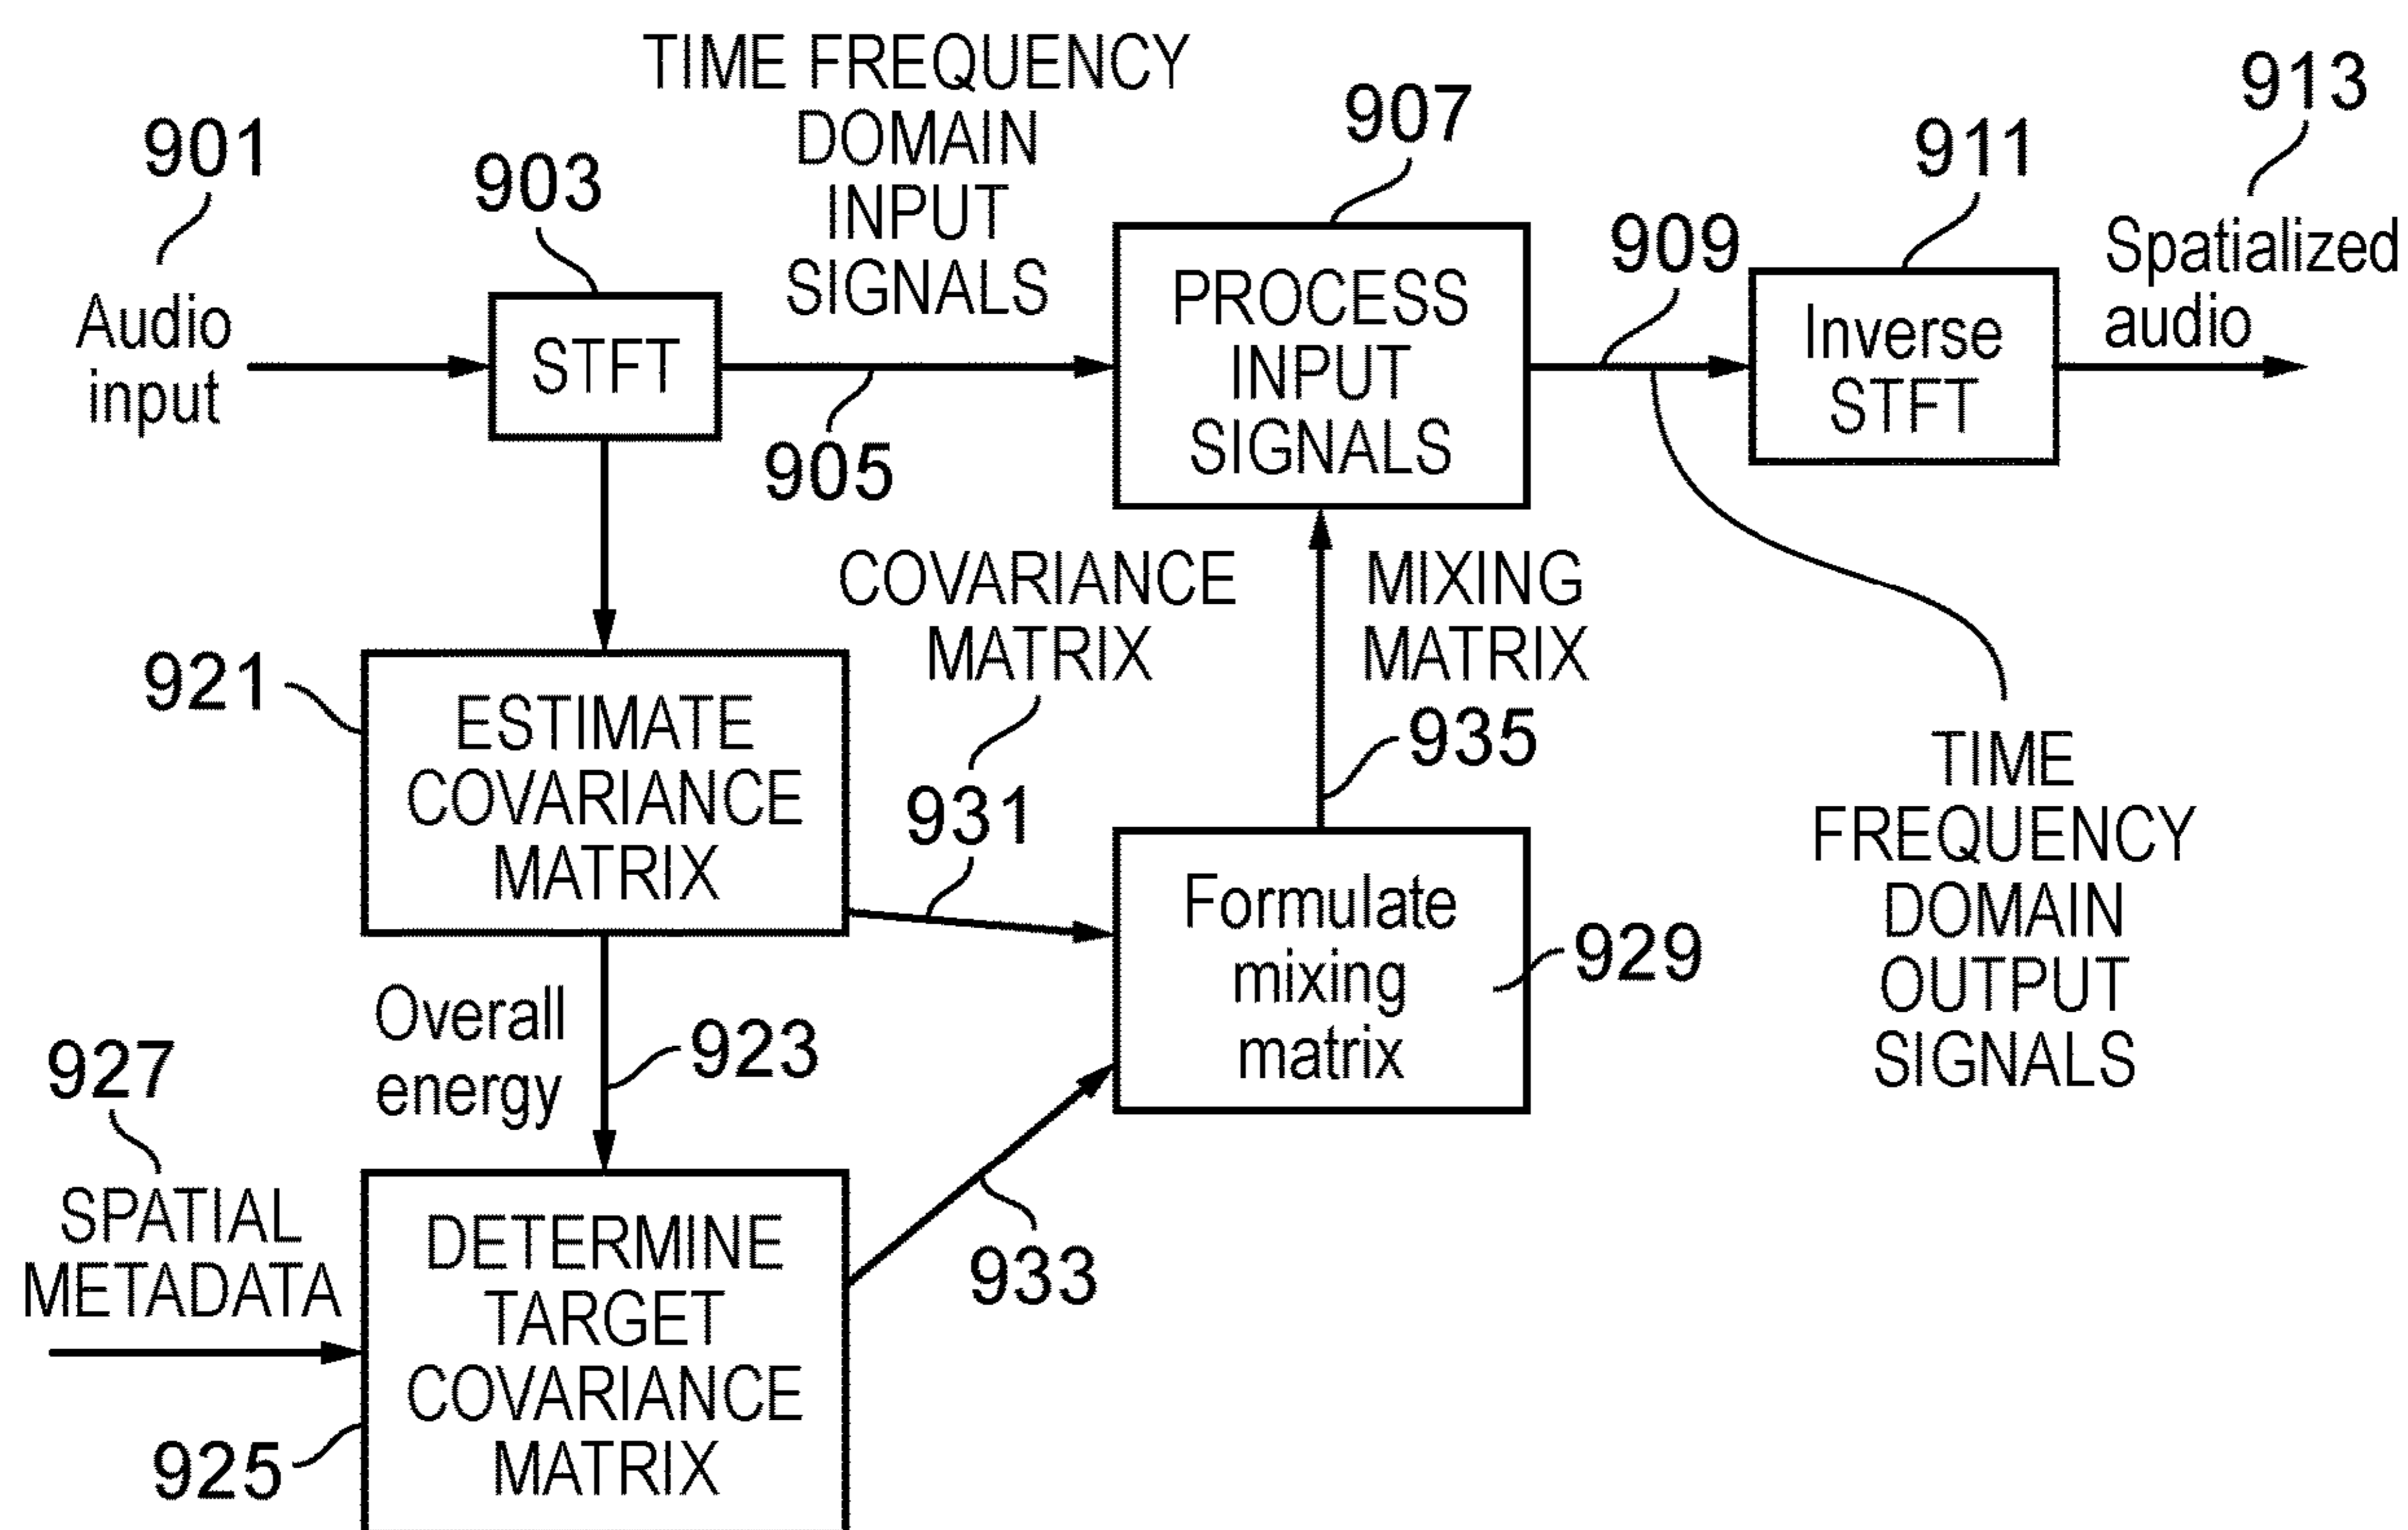 901
Audio
input
903
STFT
TIME FREQUENCY
DOMAIN
INPUT
SIGNALS
905
907
PROCESS
INPUT
SIGNALS
909
911
Inverse
STFT
913
Spatialized
audio
921
ESTIMATE
COVARIANCE
MATRIX
COVARIANCE
MATRIX
931
MIXING
MATRIX
935
TIME
FREQUENCY
DOMAIN
OUTPUT
SIGNALS
Formulate
mixing
matrix
929
Overall
energy
923
927
SPATIAL
METADATA
925
DETERMINE
TARGET
COVARIANCE
MATRIX
933